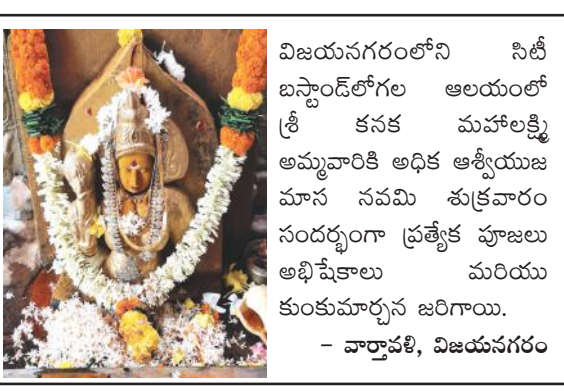 విజయనగరంలోని సిటీ
బస్టాండ్‌లోగల ఆలయంలో
శ్రీ కనక మహాలక్ష్మి
అమ్మవారికి అధిక ఆశ్వీయుజ
మాస నవమి శుక్రవారం
సందర్భంగా ప్రత్యేక పూజలు
అభిషేకాలు మరియు
కుంకుమార్చన జరిగాయి.
– వార్తావళి, విజయనగరం